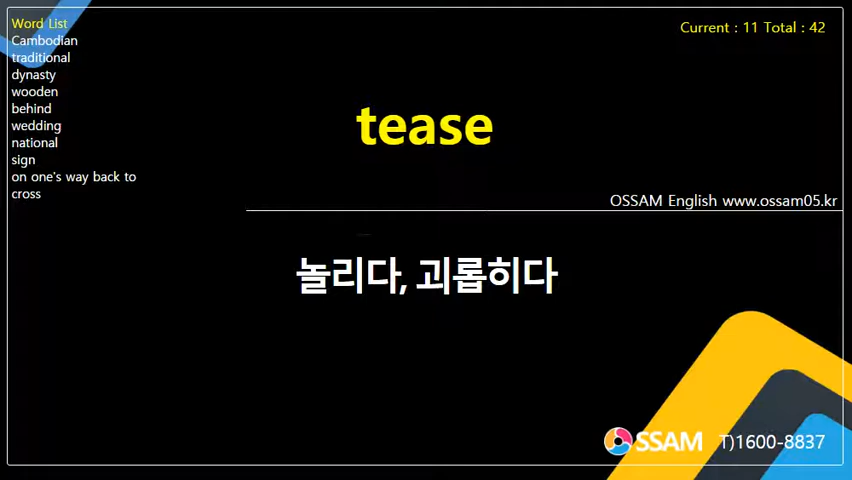 Word List
Cambodian
traditional
dynasty
wooden
behind
wedding
national
sign
on one's way back to
cross
Current : 11 Total : 42
tease
OSSAM English www.ossam05.kr
놀리다, 괴롭히다
OSSAM T)1600-8837